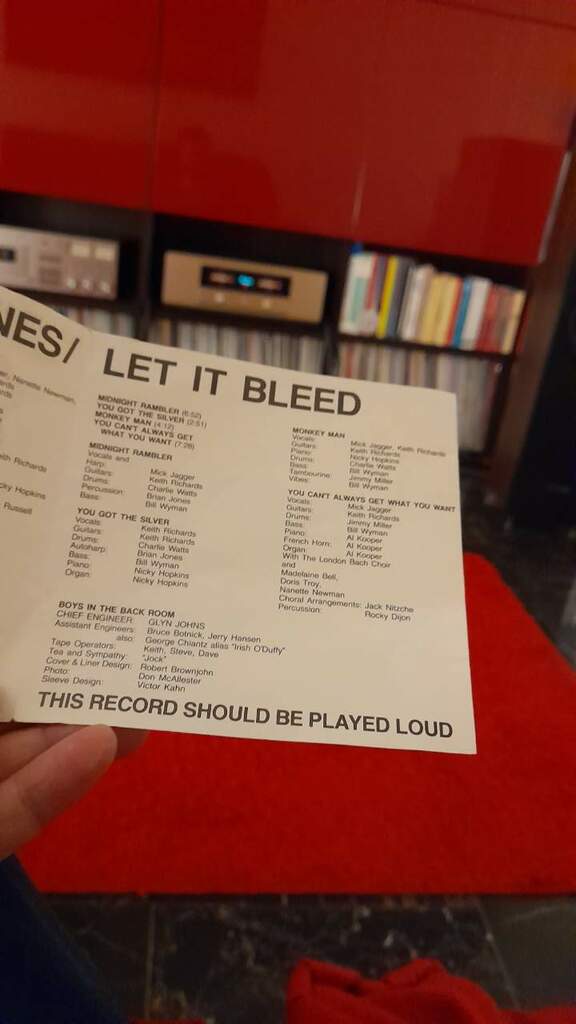 NES/ LET IT BLEED
er, Nanette Newman,
ards
ards
ith Richards
cky Hopkins
Russell
MIDNIGHT RAMBLER (6:52)
YOU GOT THE SILVER (2:51)
MONKEY MAN (4:12)
YOU CAN'T ALWAYS GET
WHAT YOU WANT (7:28)
MIDNIGHT RAMBLER
Vocals and
Harp: Mick Jagger
Guitars: Keith Richards
Drums: Charlie Watts
Percussion: Brian Jones
Bass: Bill Wyman
YOU GOT THE SILVER
Vocals: Keith Richards
Guitars: Keith Richards
Drums: Charlie Watts
Autoharp: Brian Jones
Bass: Bill Wyman
Piano: Nicky Hopkins
Organ: Nicky Hopkins
MONKEY MAN
Vocals: Mick Jagger, Keith Richards
Guitars: Keith Richards
Piano: Nicky Hopkins
Drums: Charlie Watts
Bass: Bill Wyman
Tambourine: Jimmy Miller
Vibes: Bill Wyman
YOU CAN'T ALWAYS GET WHAT YOU WANT
Vocals: Mick Jagger
Guitars: Keith Richards
Drums: Jimmy Miller
Bass: Bill Wyman
Piano: Al Kooper
French Horn: Al Kooper
Organ: Al Kooper
With The London Bach Choir
and
Madelaine Bell,
Doris Troy,
Nanette Newman
Choral Arrangements: Jack Nitzche
Percussion: Rocky Dijon
BOYS IN THE BACK ROOM
CHIEF ENGINEER GLYN JOHNS
Assistant Engineers: Bruce Botnick, Jerry Hansen
also: George Chiantz alias "Irish O'Duffy"
Tape Operators: Keith, Steve, Dave
Tea and Sympathy: "Jock"
Cover & Liner Design: Robert Brownjohn
Photo: Don McAllester
Sleeve Design: Victor Kahn
THIS RECORD SHOULD BE PLAYED LOUD